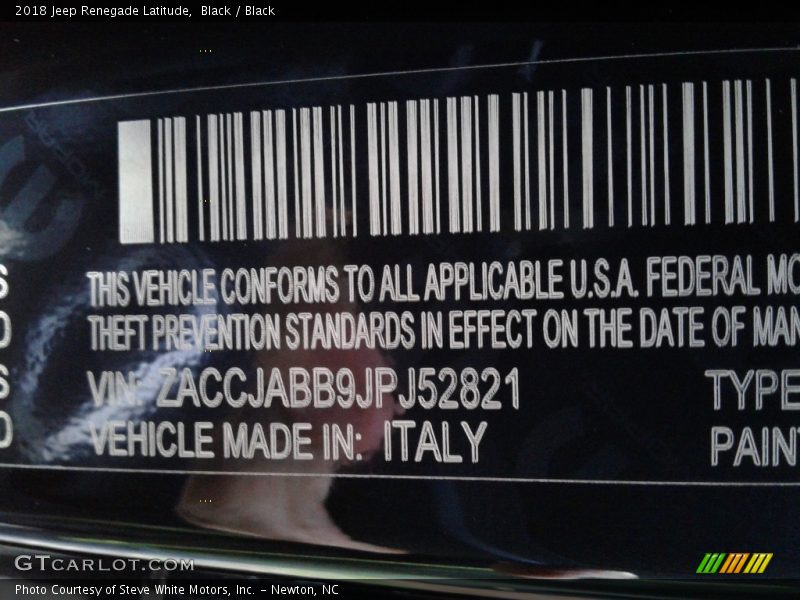 2018 Jeep Renegade Latitude,  Black / Black
THIS VEHICLE CONFORMS TO ALL APPLICABLE U.S.A. FEDERAL MO
THEFT PREVENTION STANDARDS IN EFFECT ON THE DATE OF MAN
VIN: ZACCJABB9JPJ52821 TYPE
VEHICLE MADE IN: ITALY PAINT
S
O
S
O
GTCARLOT.COM
Photo Courtesy of Steve White Motors, Inc. – Newton, NC